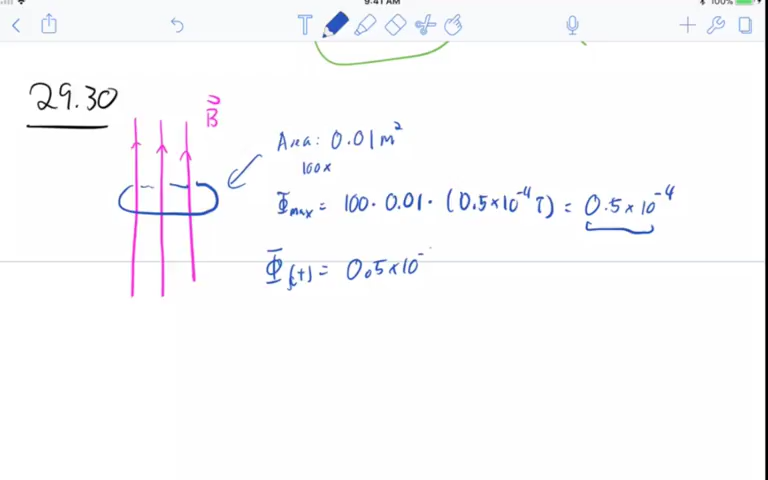 9:41 AM
100%
T
29.30
B⃗
Area: 0.01 m²
100x
Φmax = 100 · 0.01 · (0.5×10⁻⁴ T) = 0.5×10⁻⁴
Φ(t) = 0.5×10⁻